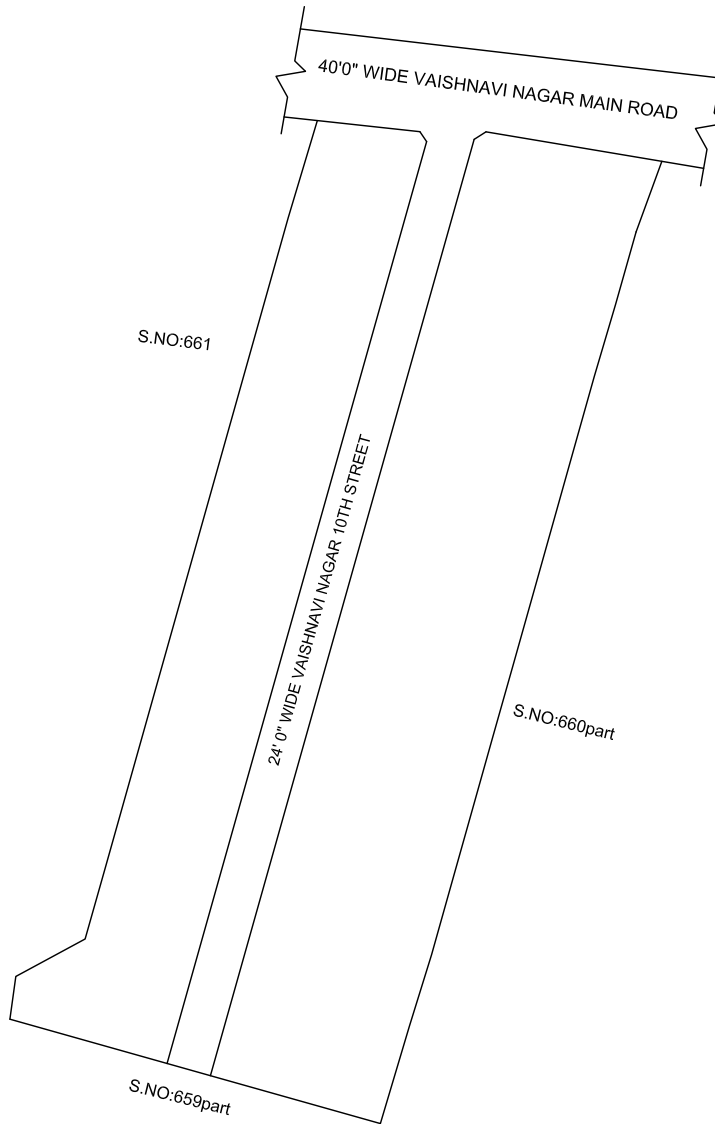 40'0" WIDE VAISHNAVI NAGAR MAIN ROAD
S.NO:661
24' 0" WIDE VAISHNAVI NAGAR 10TH STREET
S.NO:660part
S.NO:659part